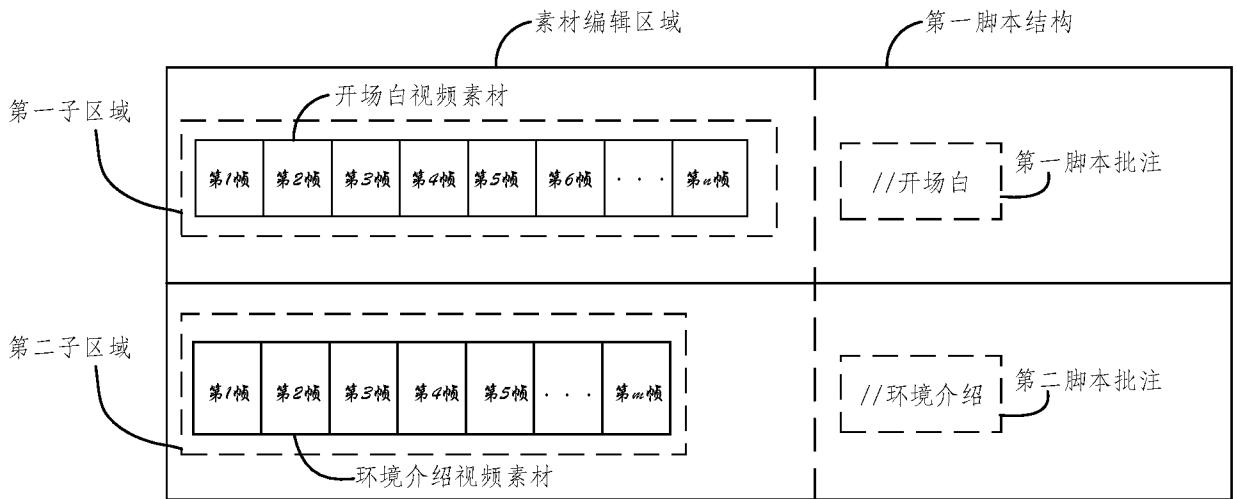 素材编辑区域
第一脚本结构
开场白视频素材
第一子区域
第1帧 第2帧 第3帧 第4帧 第5帧 第6帧 · · · 第n帧
//开场白
第一脚本批注
第二子区域
第1帧 第2帧 第3帧 第4帧 第5帧 · · · 第m帧
//环境介绍
第二脚本批注
环境介绍视频素材